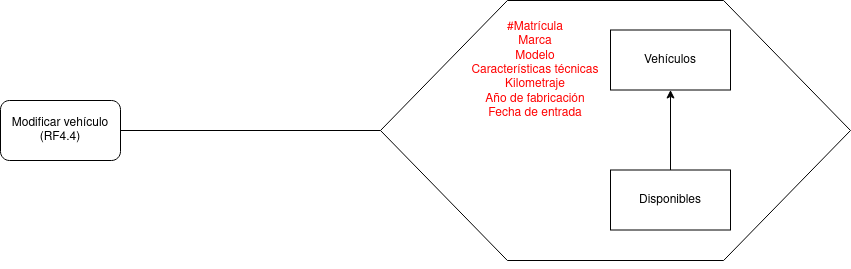 Modificar vehículo
(RF4.4)
#Matrícula
Marca
Modelo
Características técnicas
Kilometraje
Año de fabricación
Fecha de entrada
Vehículos
Disponibles